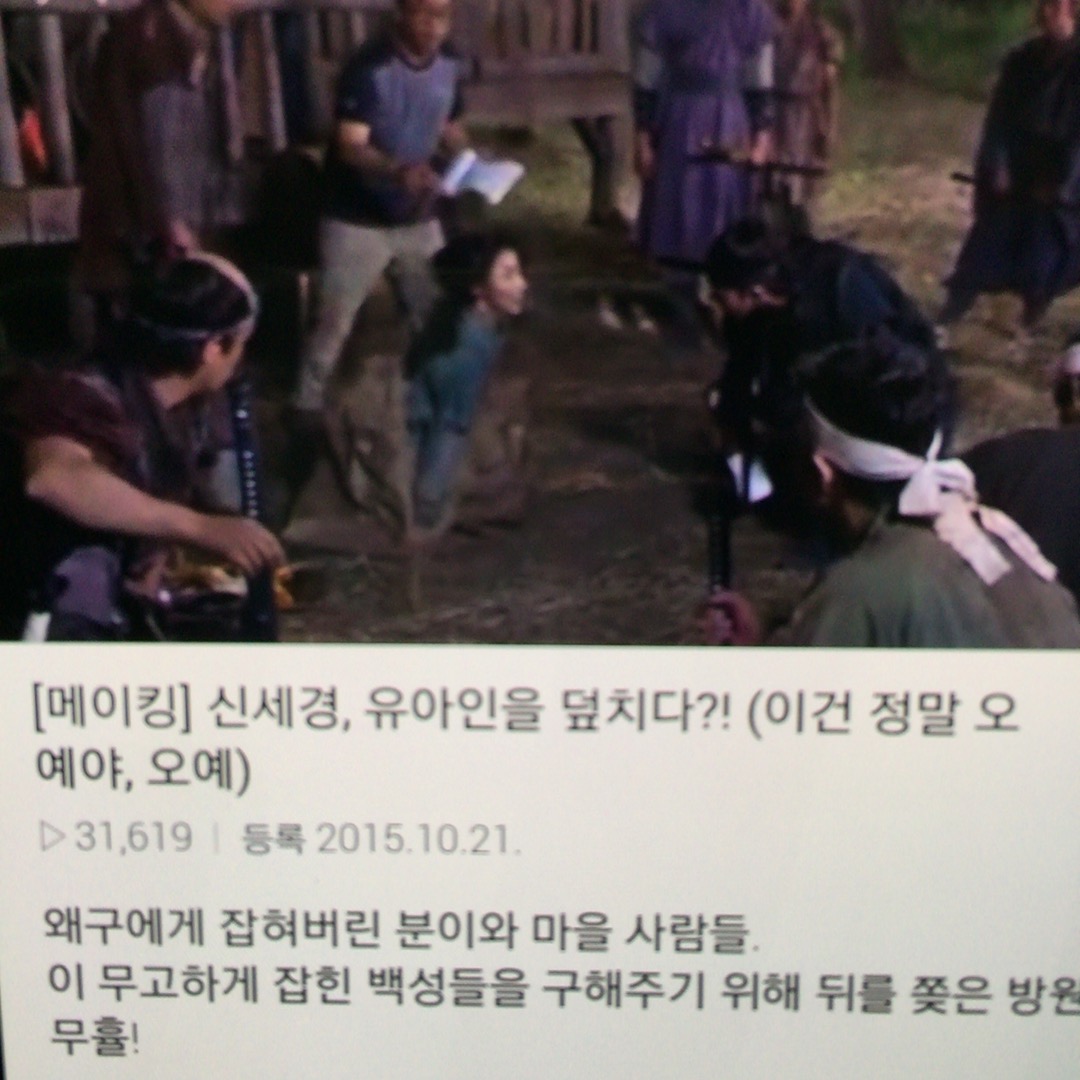 [메이킹] 신세경, 유아인을 덮치다?! (이건 정말 오
예야, 오예)
▷31,619 | 등록 2015.10.21.
왜구에게 잡혀버린 분이와 마을 사람들.
이 무고하게 잡힌 백성들을 구해주기 위해 뒤를 쫒은 방원
무휼!